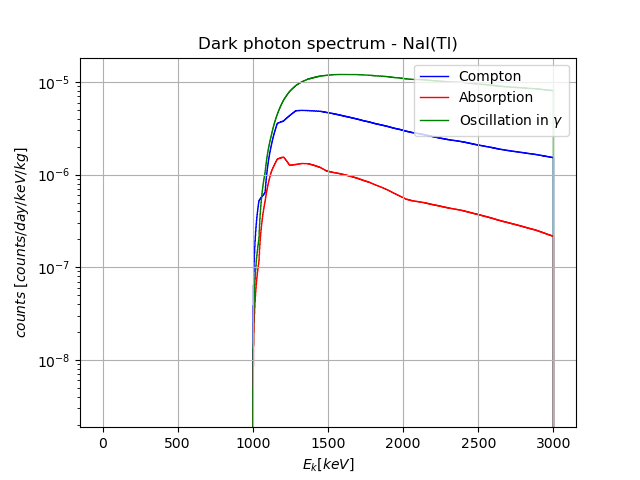 Dark photon spectrum - NaI(Tl)
Compton
Absorption
Oscillation in γ
counts [counts/day/keV/kg]
10⁻⁵
10⁻⁶
10⁻⁷
10⁻⁸
0 500 1000 1500 2000 2500 3000
E_k[keV]